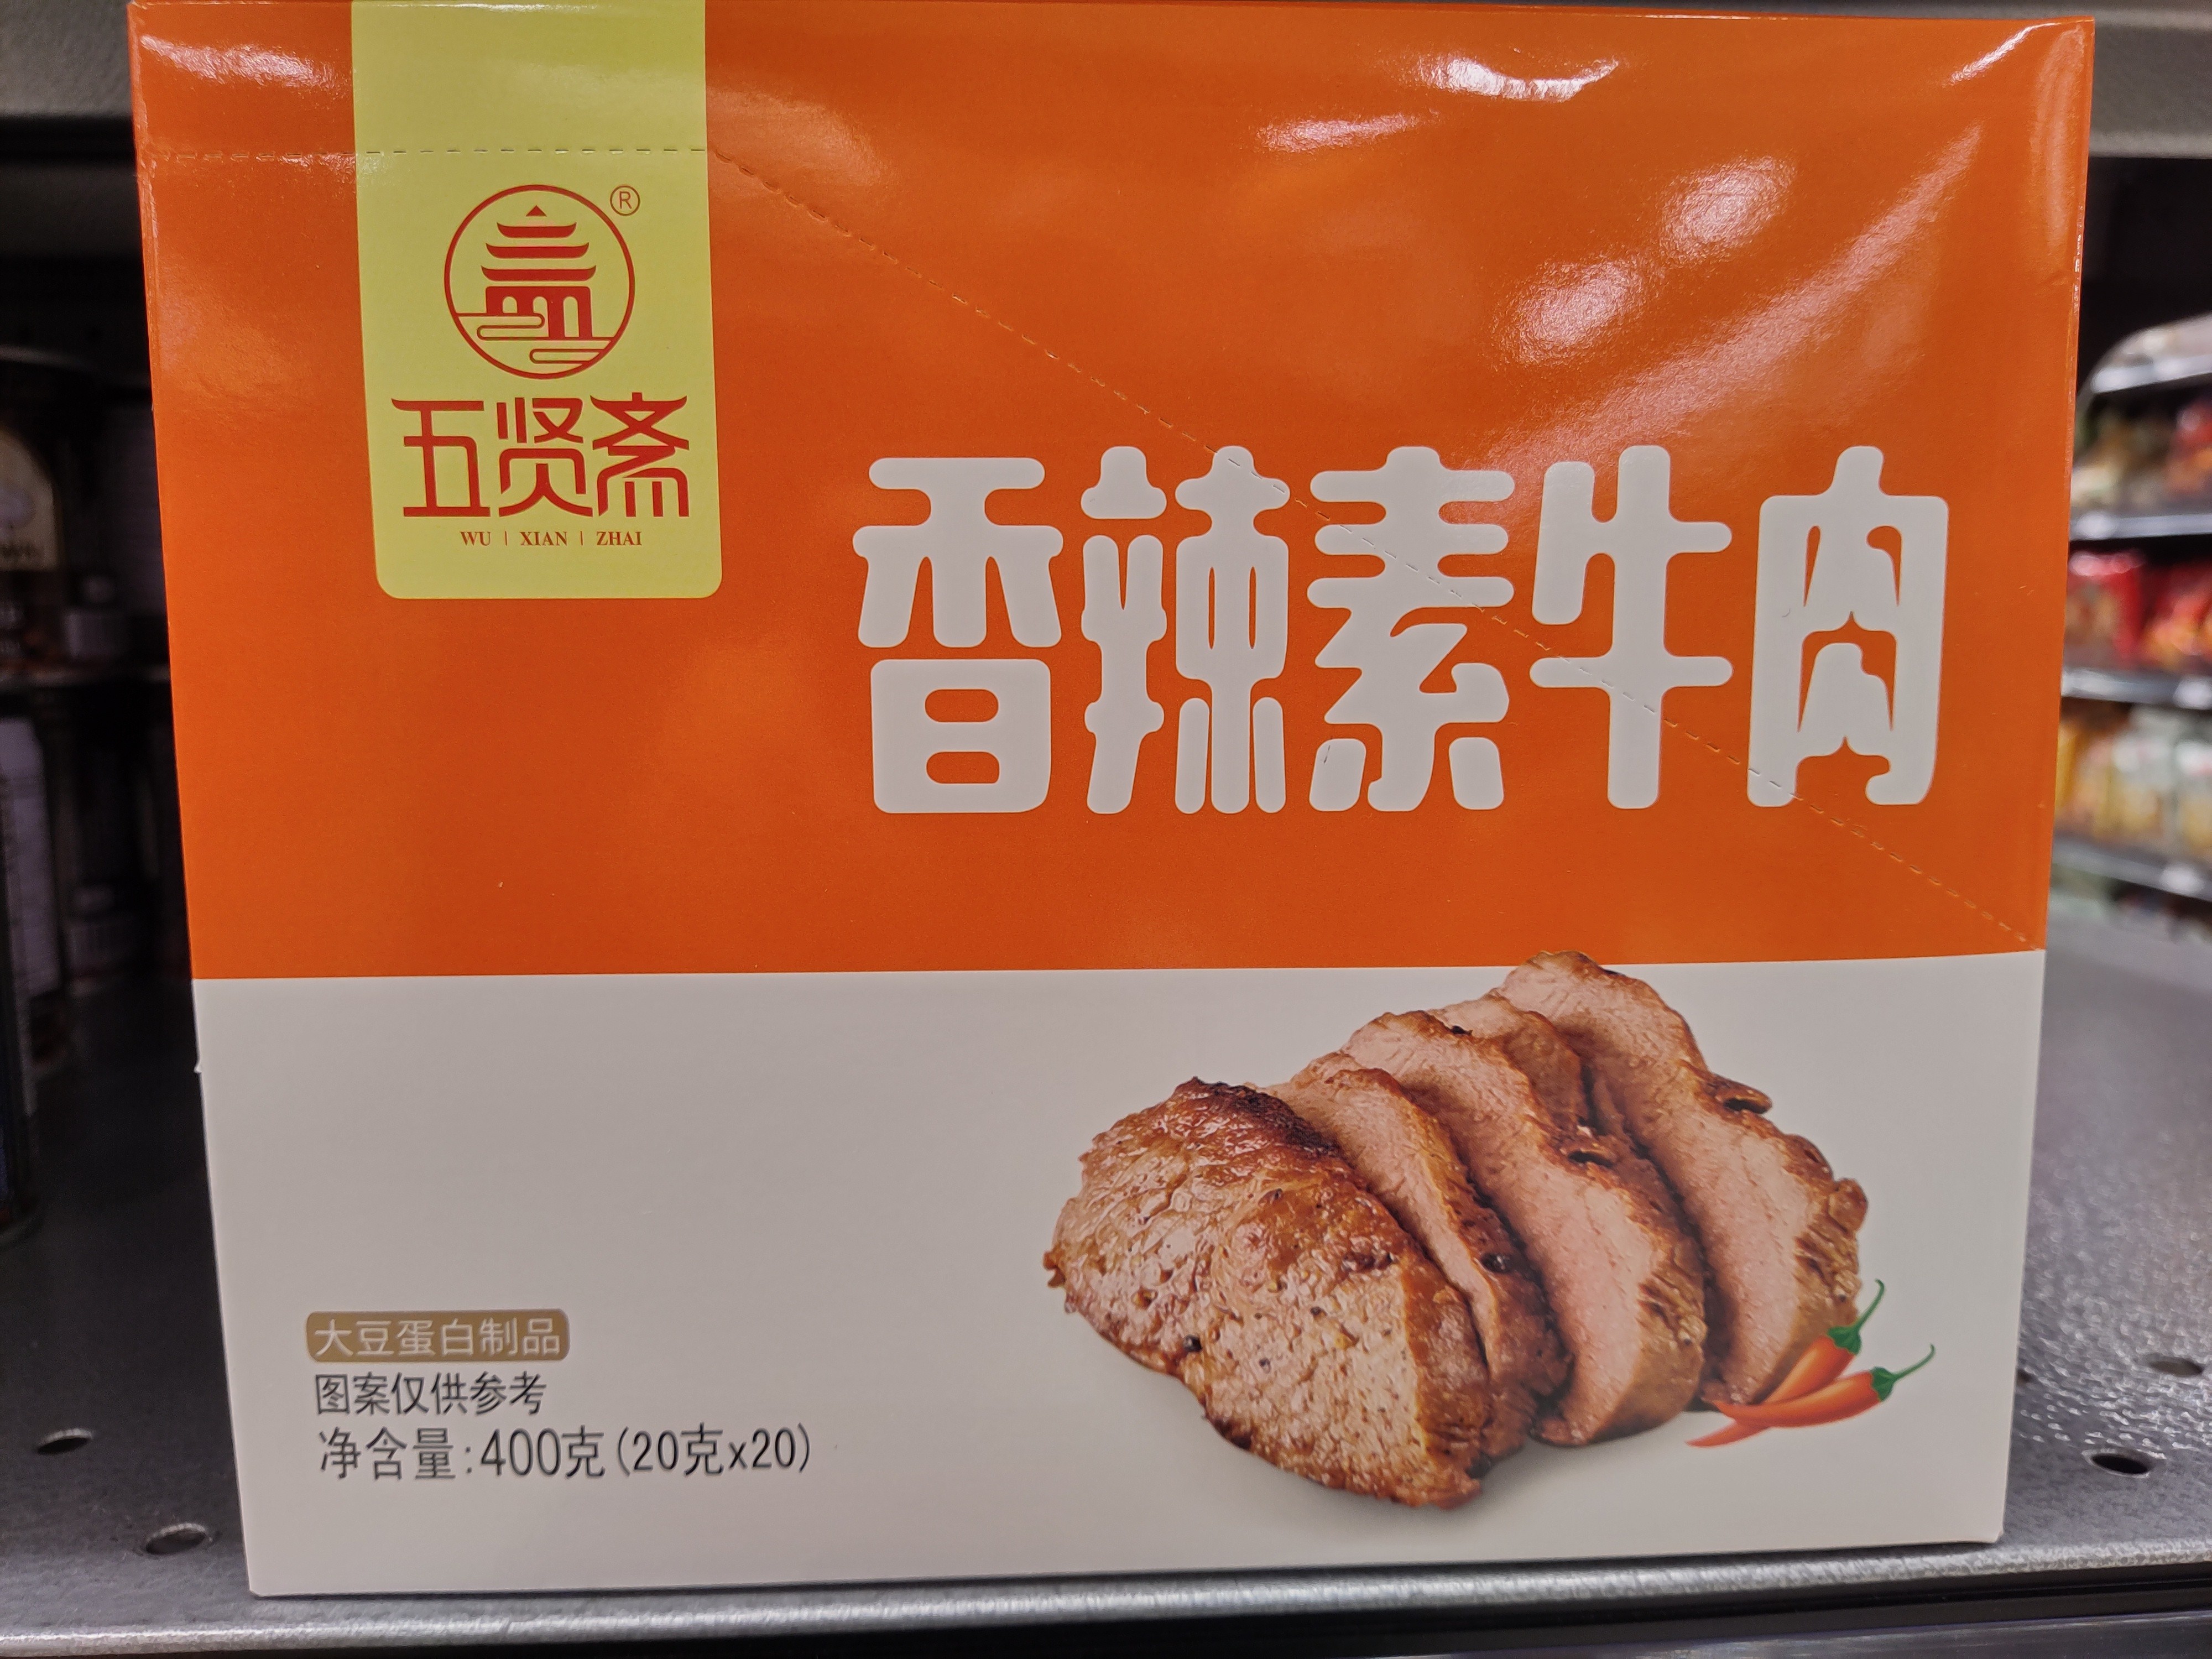 ®
五贤斋
WU | XIAN | ZHAI
香辣素牛肉
大豆蛋白制品
图案仅供参考
净含量:400克(20克x20)